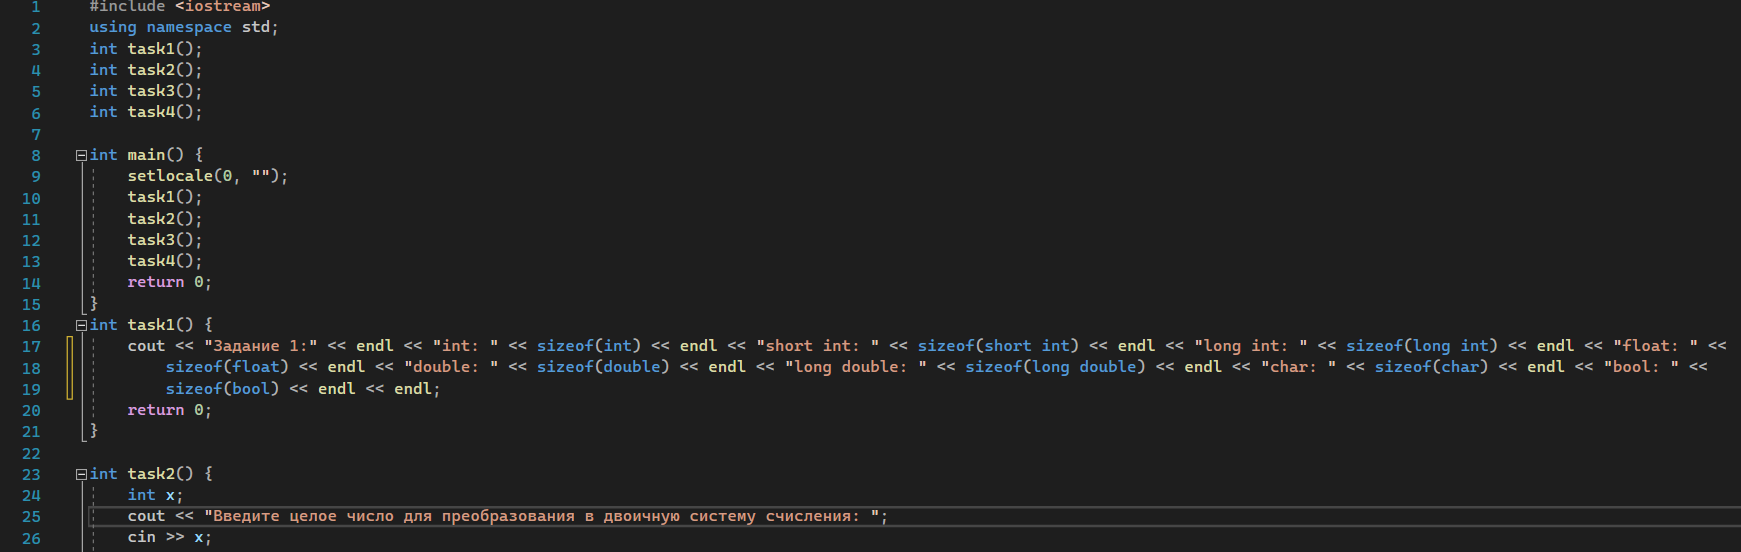 1 #include <iostream>
2 using namespace std;
3 int task1();
4 int task2();
5 int task3();
6 int task4();
7
8 int main() {
9 setlocale(0, "");
10 task1();
11 task2();
12 task3();
13 task4();
14 return 0;
15 }
16 int task1() {
17 cout << "Задание 1:" << endl << "int: " << sizeof(int) << endl << "short int: " << sizeof(short int) << endl << "long int: " << sizeof(long int) << endl << "float: " <<
18 sizeof(float) << endl << "double: " << sizeof(double) << endl << "long double: " << sizeof(long double) << endl << "char: " << sizeof(char) << endl << "bool: " <<
19 sizeof(bool) << endl << endl;
20 return 0;
21 }
22
23 int task2() {
24 int x;
25 cout << "Введите целое число для преобразования в двоичную систему счисления: ";
26 cin >> x;